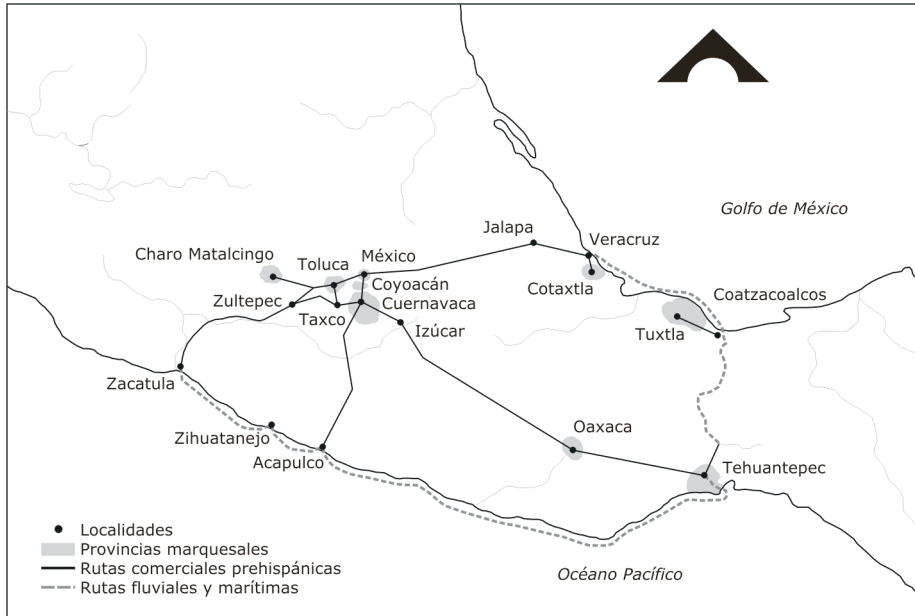 Golfo de México
Jalapa
Veracruz
Charo Matalcingo
México
Toluca
Cotaxtla
Coyoacán
Coatzacoalcos
Zultepec
Cuernavaca
Taxco
Izúcar
Tuxtla
Zacatula
Zihuatanejo
Oaxaca
Acapulco
Tehuantepec
Localidades
Provincias marquesales
Rutas comerciales prehispánicas
Océano Pacífico
Rutas fluviales y marítimas